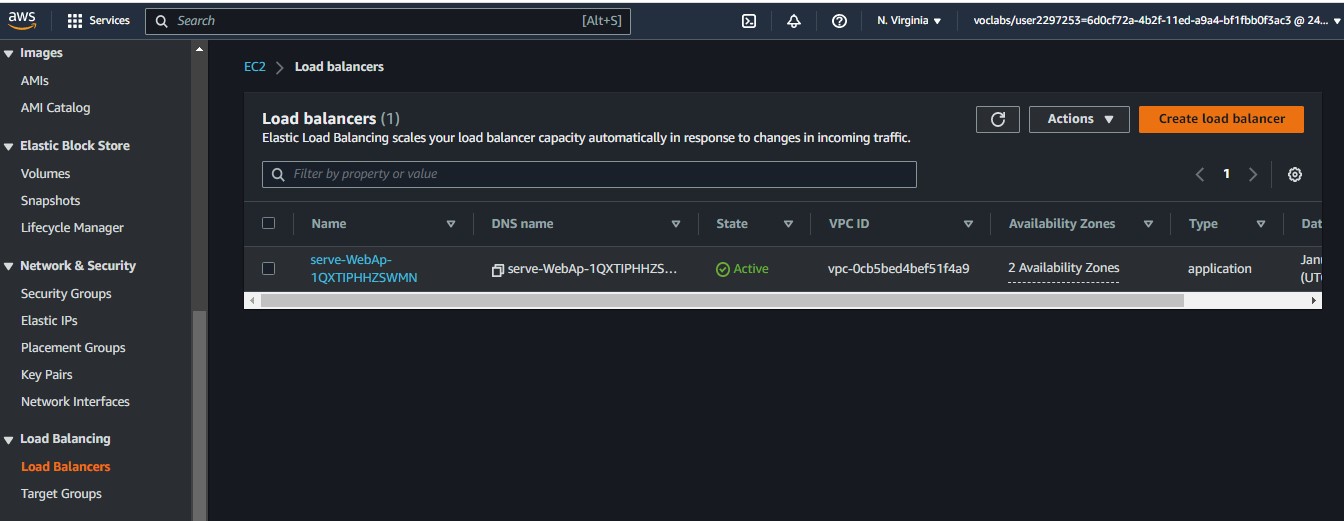 aws
Services
Search
[Alt+S]
N. Virginia
voclabs/user2297253=6d0cf72a-4b2f-11ed-a9a4-bf1fbb0f3ac3 @ 24...
Images
AMIs
AMI Catalog
Elastic Block Store
Volumes
Snapshots
Lifecycle Manager
Network & Security
Security Groups
Elastic IPs
Placement Groups
Key Pairs
Network Interfaces
Load Balancing
Load Balancers
Target Groups
EC2 > Load balancers
Load balancers (1)
Elastic Load Balancing scales your load balancer capacity automatically in response to changes in incoming traffic.
Actions
Create load balancer
Filter by property or value
1
Name DNS name State VPC ID Availability Zones Type Dat
serve-WebAp-
1QXTIPHHZSWMN
serve-WebAp-1QXTIPHHZS...
Active
vpc-0cb5bed4bef51f4a9
2 Availability Zones
application
Janu
(UTC